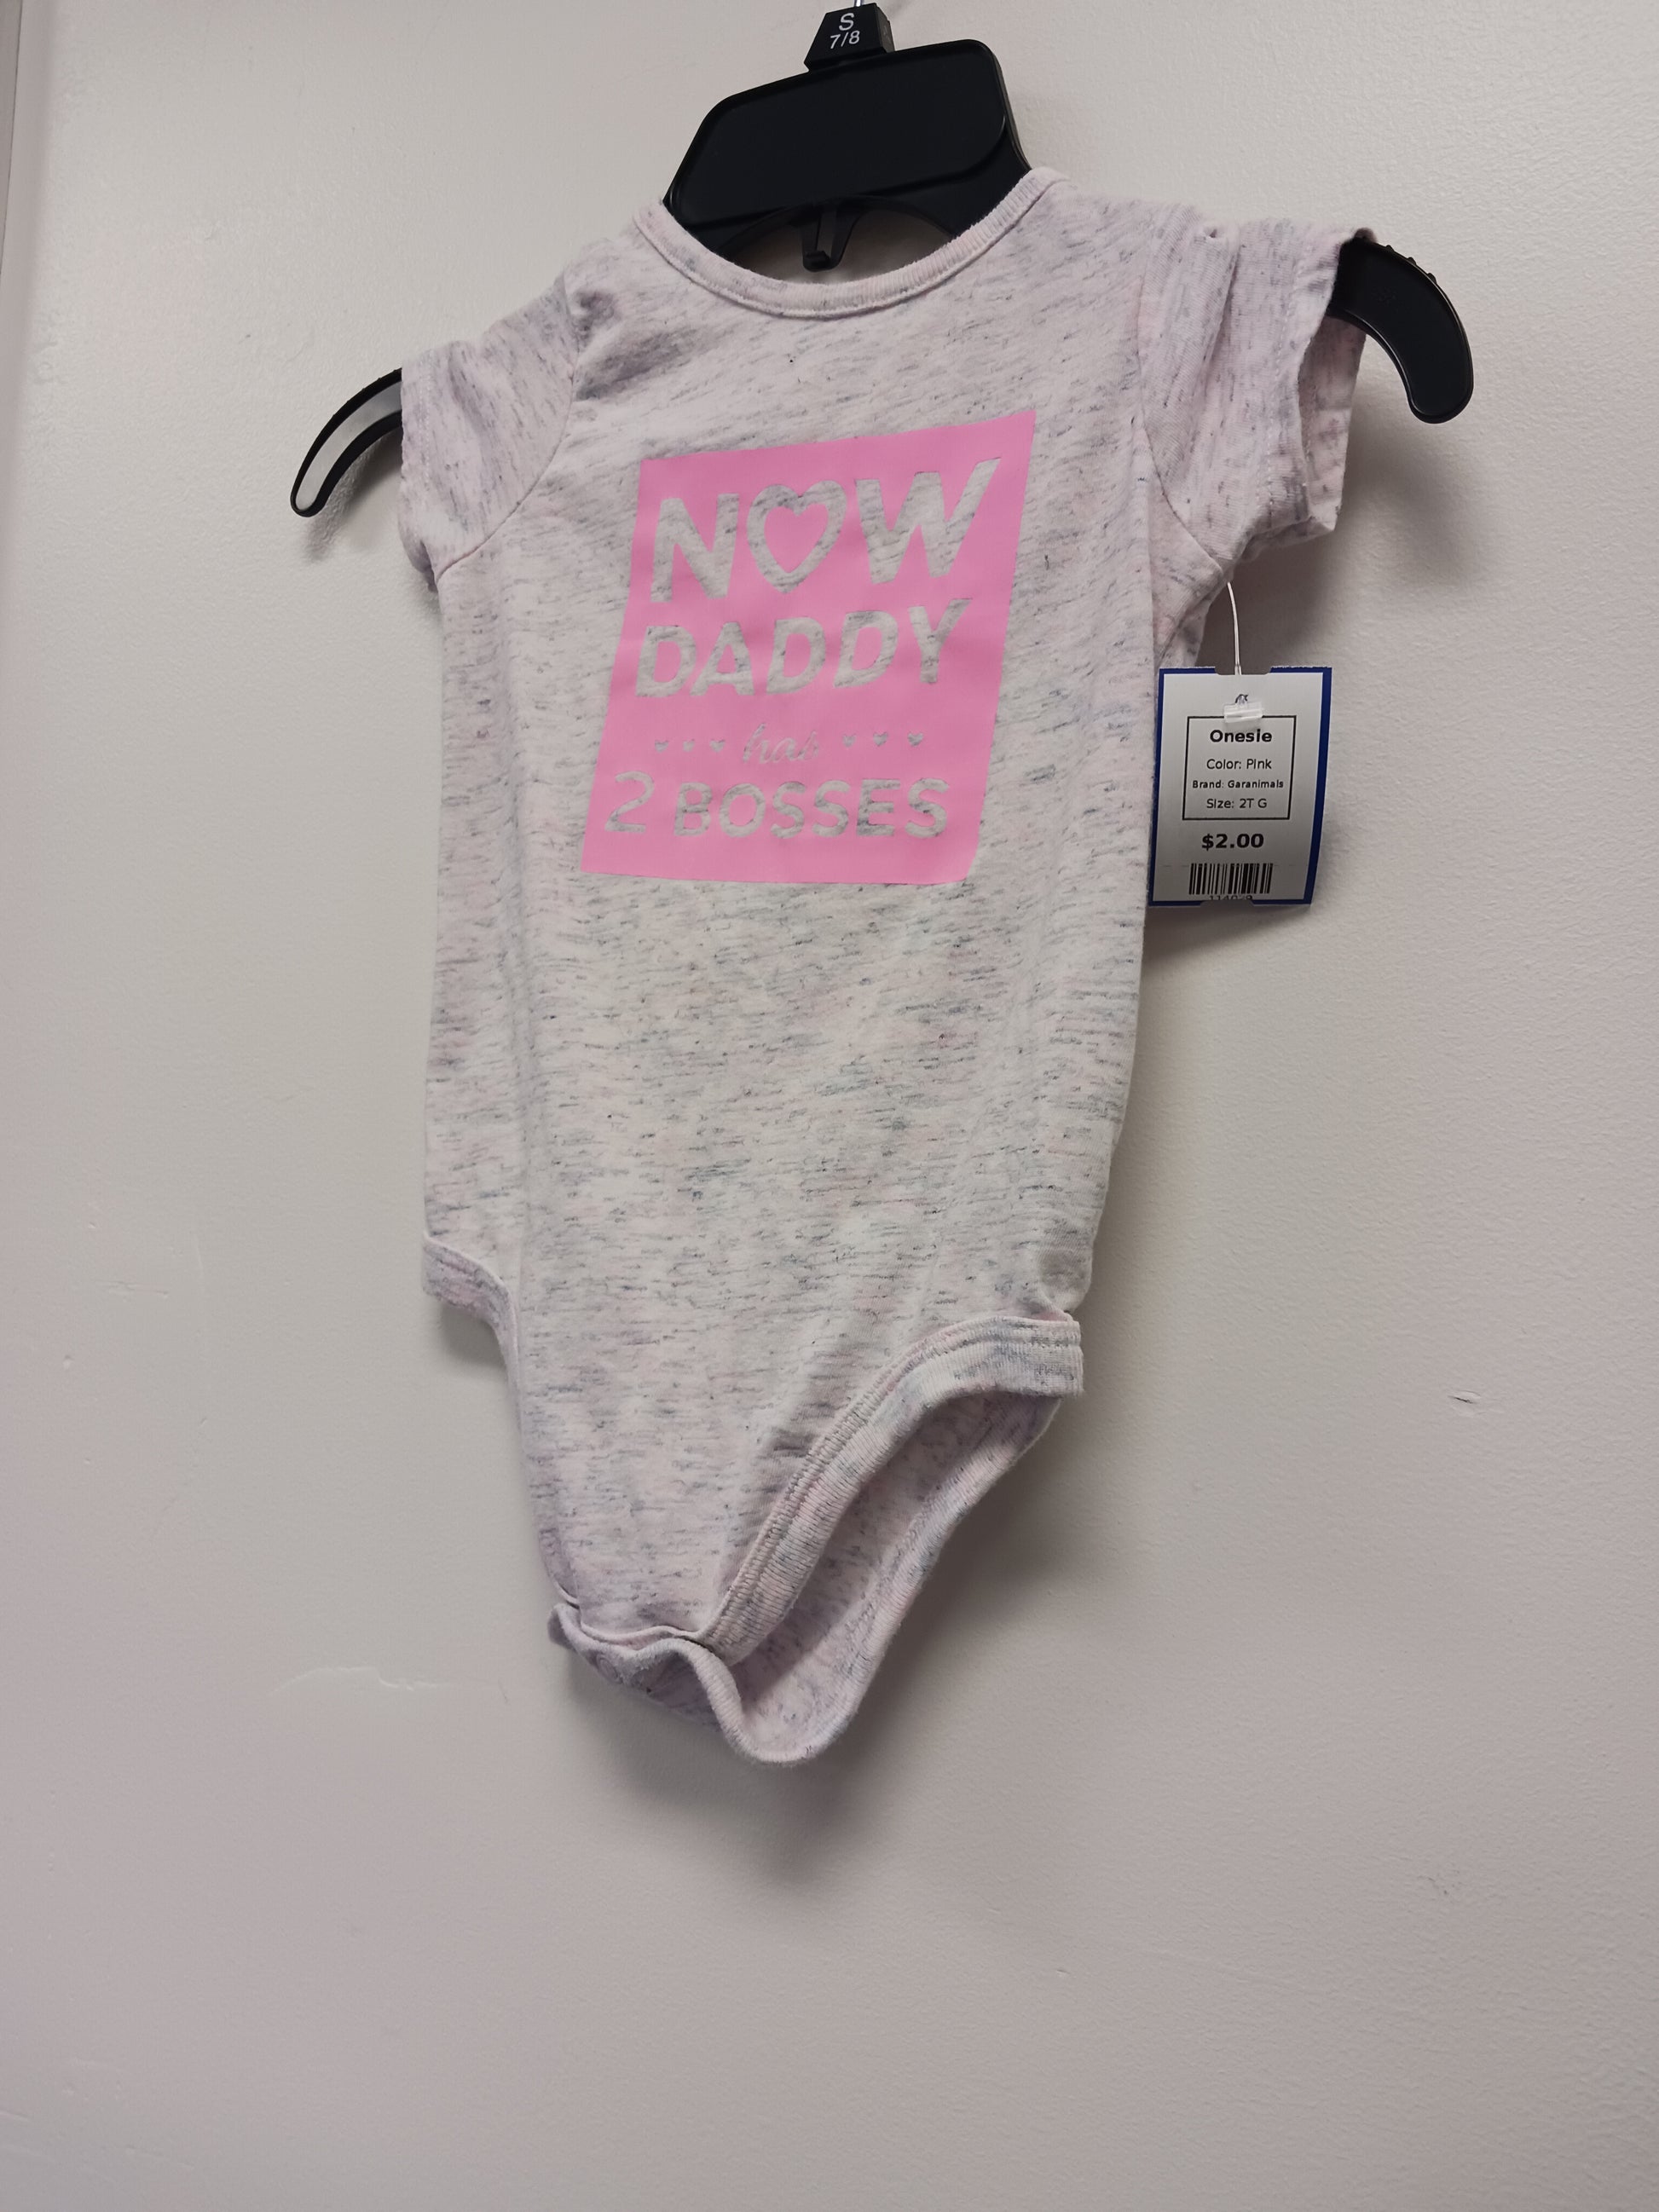 S
7/8
NOW
DADDY
has
2 BOSSES
Onesie
Color: Pink
Brand: Garanimals
Size: 2T G
$2.00